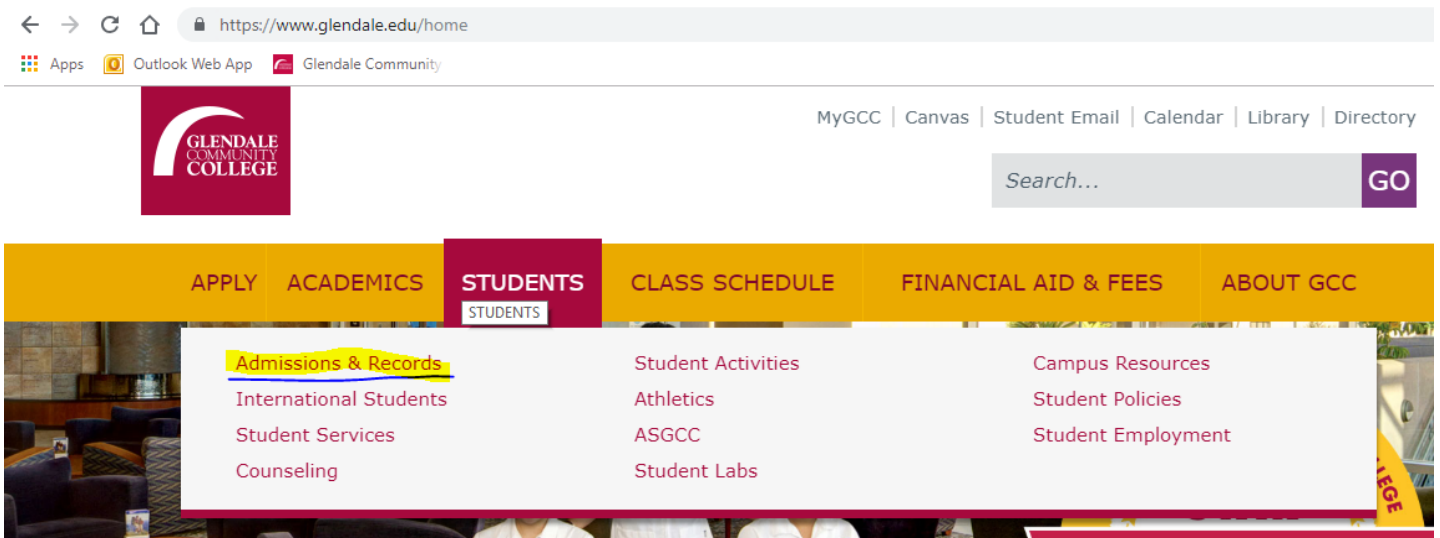 https://www.glendale.edu/home
Apps Outlook Web App Glendale Community
GLENDALE
COMMUNITY
COLLEGE
MyGCC | Canvas | Student Email | Calendar | Library | Directory
Search...
GO
APPLY ACADEMICS STUDENTS CLASS SCHEDULE FINANCIAL AID & FEES ABOUT GCC
STUDENTS
Admissions & Records Student Activities Campus Resources
International Students Athletics Student Policies
Student Services ASGCC Student Employment
Counseling Student Labs